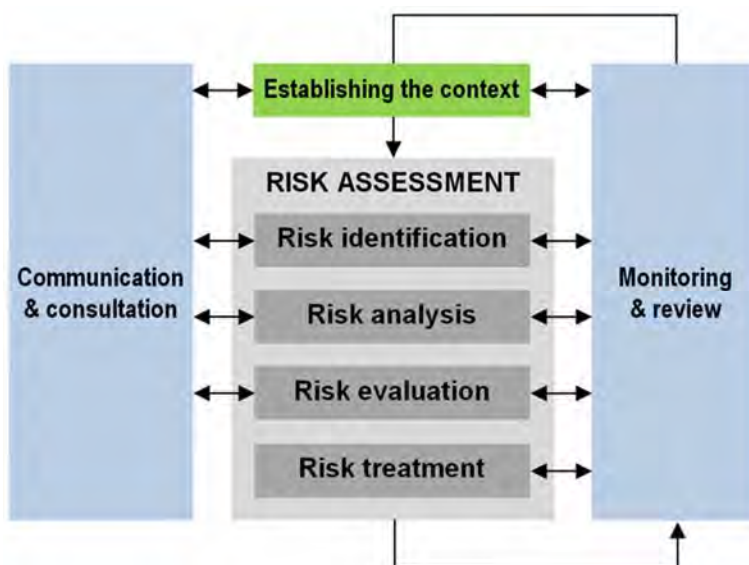 Establishing the context
RISK ASSESSMENT
Risk identification
Communication
& consultation
Monitoring
& review
Risk analysis
Risk evaluation
Risk treatment